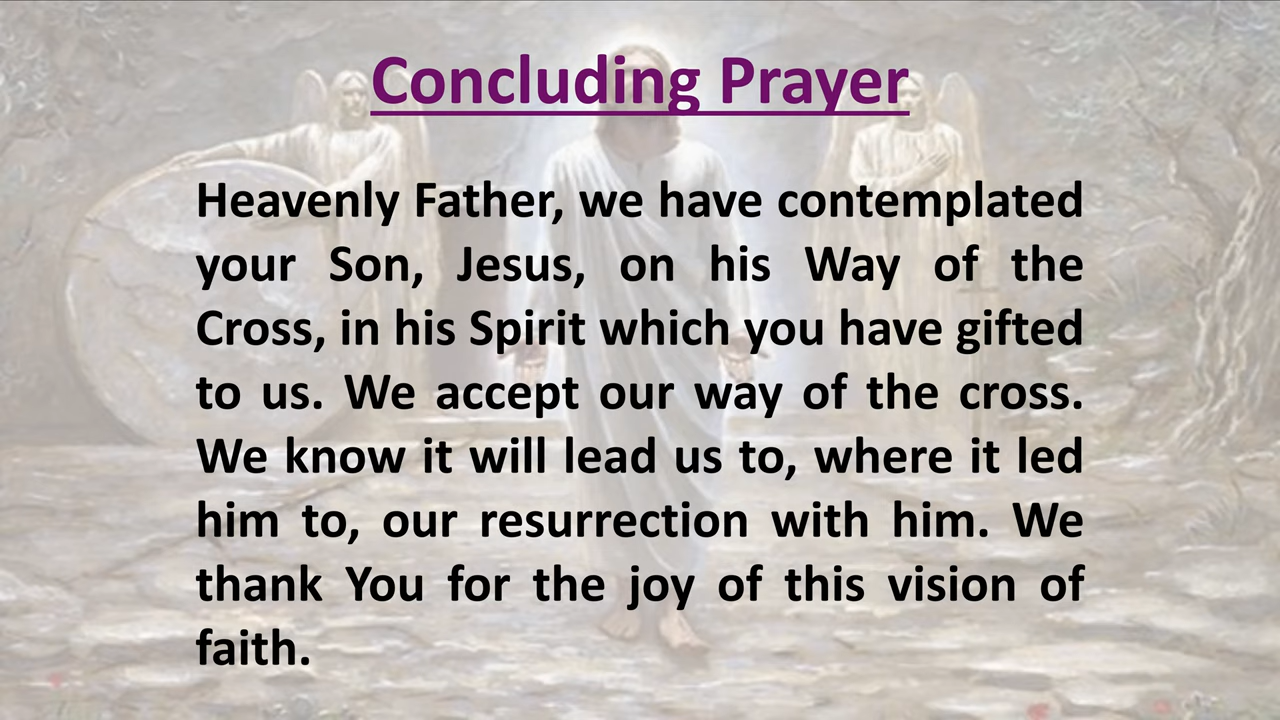 Concluding Prayer
Heavenly Father, we have contemplated
your Son, Jesus, on his Way of the
Cross, in his Spirit which you have gifted
to us. We accept our way of the cross.
We know it will lead us to, where it led
him to, our resurrection with him. We
thank You for the joy of this vision of
faith.